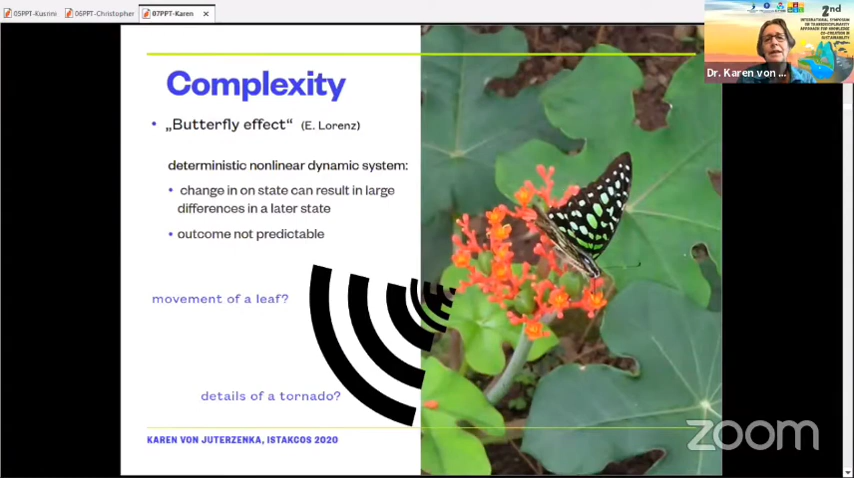 05PPT-Kusrini
06PPT-Christopher
07PPT-Karen
2nd
INTERNATIONAL SYMPOSIUM
ON TRANSDISCIPLINARITY
APPROACH FOR KNOWLEDGE
CO-CREATION IN
SUSTAINABILITY
Dr. Karen von ...
Complexity
• „Butterfly effect“ (E. Lorenz)
deterministic nonlinear dynamic system:
• change in on state can result in large
differences in a later state
• outcome not predictable
movement of a leaf?
details of a tornado?
KAREN VON JUTERZENKA, ISTAKCOS 2020
zoom